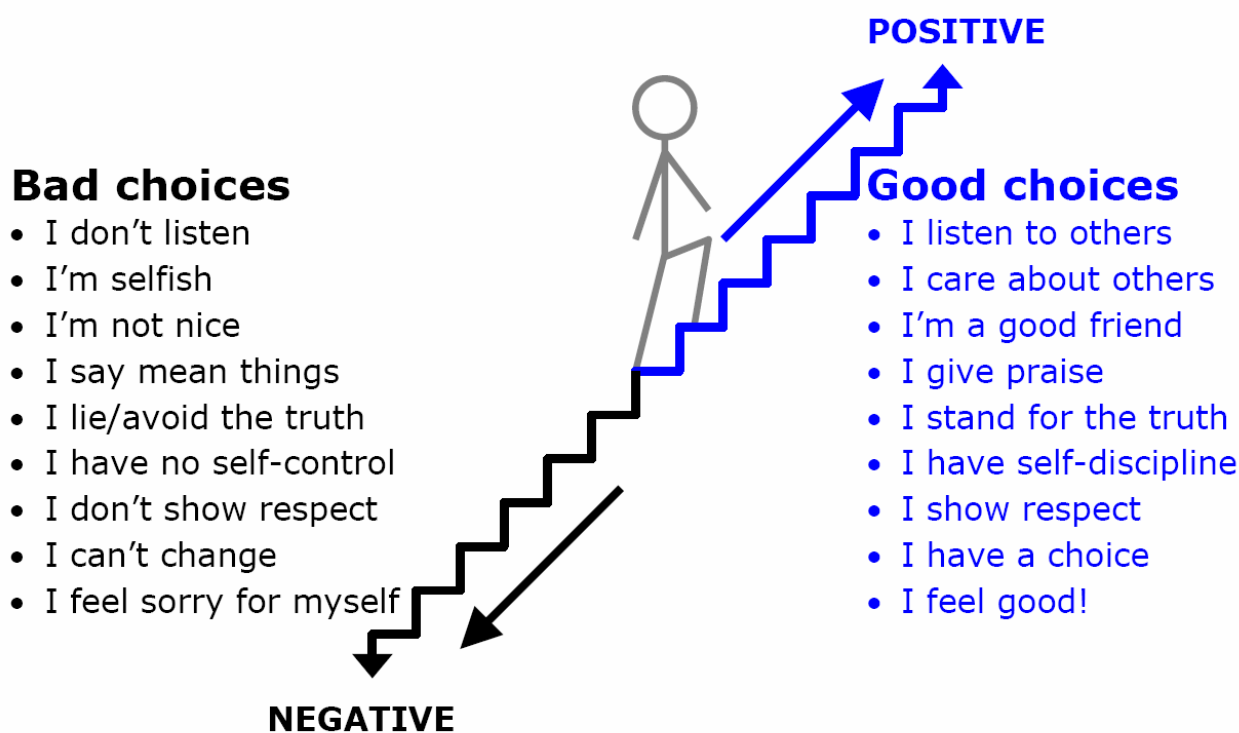 POSITIVE
Bad choices
• I don’t listen
• I’m selfish
• I’m not nice
• I say mean things
• I lie/avoid the truth
• I have no self-control
• I don’t show respect
• I can’t change
• I feel sorry for myself
Good choices
• I listen to others
• I care about others
• I’m a good friend
• I give praise
• I stand for the truth
• I have self-discipline
• I show respect
• I have a choice
• I feel good!
NEGATIVE